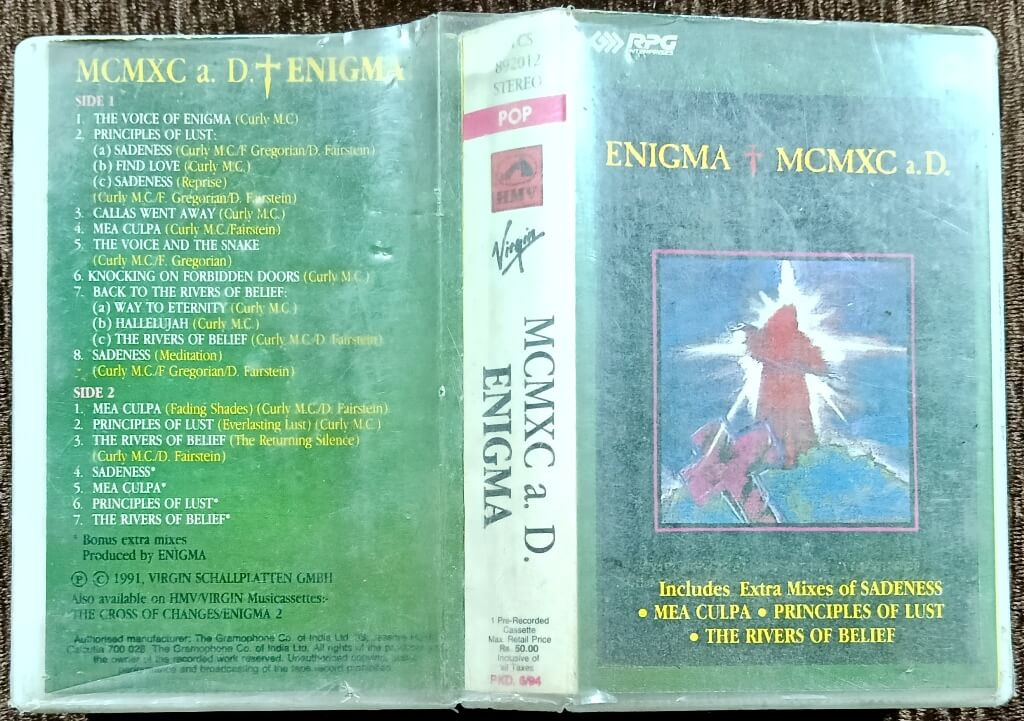 MCMXC a. D.†ENIGMA
SIDE 1
1. THE VOICE OF ENIGMA (Curly M.C)
2. PRINCIPLES OF LUST:
(a) SADENESS (Curly M.C./F Gregorian/D. Fairstein)
(b) FIND LOVE (Curly M.C.)
(c) SADENESS (Reprise)
(Curly M.C./F. Gregorian/D. Fairstein)
3. CALLAS WENT AWAY (Curly M.C.)
4. MEA CULPA (Curly M.C./Fairstein)
5. THE VOICE AND THE SNAKE
(Curly M.C./F. Gregorian)
6. KNOCKING ON FORBIDDEN DOORS (Curly M.C.)
7. BACK TO THE RIVERS OF BELIEF:
(a) WAY TO ETERNITY (Curly M.C.)
(b) HALLELUJAH (Curly M.C.)
(c) THE RIVERS OF BELIEF (Curly M.C./D. Fairstein)
8. SADENESS (Meditation)
(Curly M.C./F Gregorian/D. Fairstein)
SIDE 2
1. MEA CULPA (Fading Shades) (Curly M.C./D. Fairstein)
2. PRINCIPLES OF LUST (Everlasting Lust) (Curly M.C.)
3. THE RIVERS OF BELIEF (The Returning Silence)
(Curly M.C./D. Fairstein)
4. SADENESS*
5. MEA CULPA*
6. PRINCIPLES OF LUST*
7. THE RIVERS OF BELIEF*
* Bonus extra mixes
Produced by ENIGMA
Ⓟ © 1991, VIRGIN SCHALLPLATTEN GMBH
Also available on HMV/VIRGIN Musicassettes:-
THE CROSS OF CHANGES/ENIGMA 2
Authorised manufacturer: The Gramophone Co. of India Ltd.
Calcutta 700 028. The Gramophone Co. of India Ltd. All rights of the
the owner of the recorded work reserved. Unauthorised copying,
performance and broadcasting of the tape record prohibited.
892012
STEREO
POP
HMV
Virgin
MCMXC a. D.
ENIGMA
1 Pre-Recorded
Cassette
Max. Retail Price
Rs. 50.00
Inclusive of
all Taxes
PKD. 6/94
RPG
ENTERPRISES
ENIGMA † MCMXC a.D.
Includes Extra Mixes of SADENESS
• MEA CULPA • PRINCIPLES OF LUST
• THE RIVERS OF BELIEF